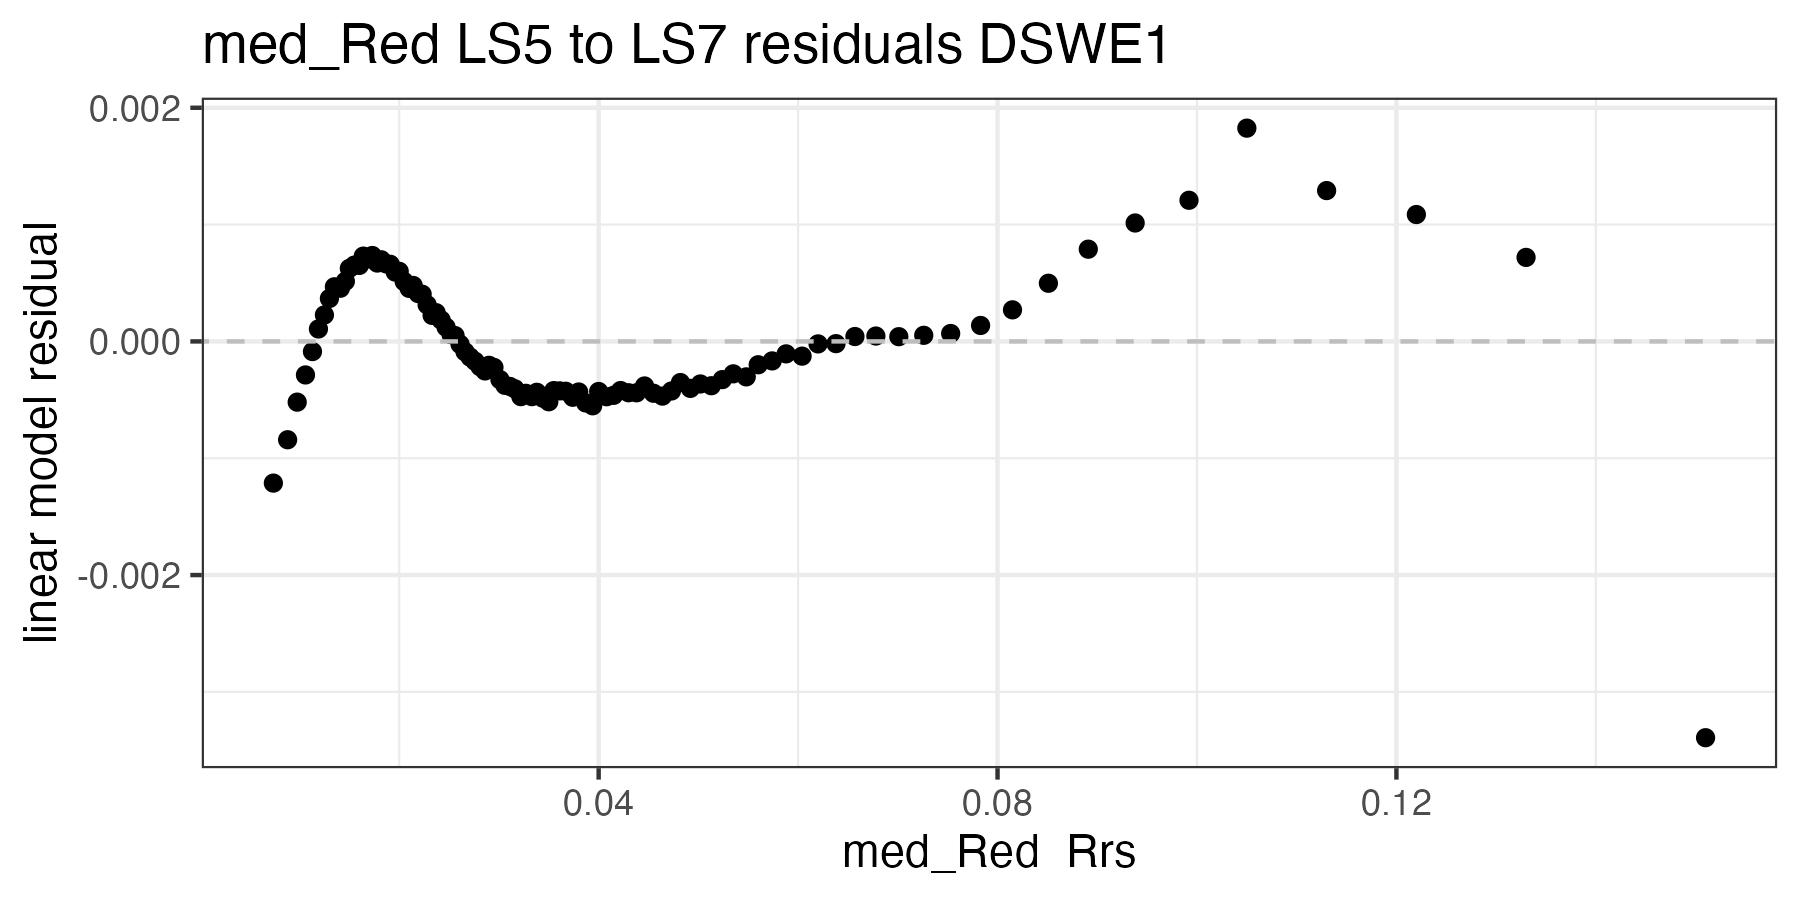 med_Red LS5 to LS7 residuals DSWE1
0.002
0.000
-0.002
linear model residual
0.04
0.08
0.12
med_Red  Rrs